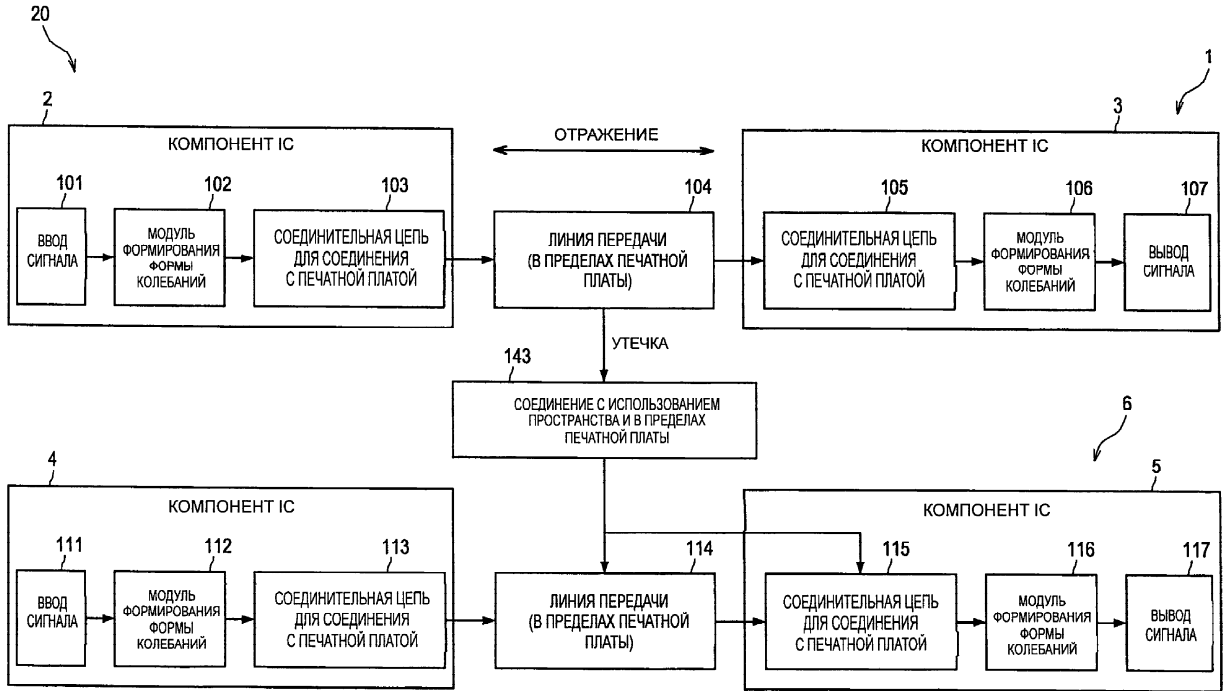 20
1
2
КОМПОНЕНТ IC
ОТРАЖЕНИЕ
3
КОМПОНЕНТ IC
101
ВВОД
СИГНАЛА
102
МОДУЛЬ
ФОРМИРОВАНИЯ
ФОРМЫ
КОЛЕБАНИЙ
103
СОЕДИНИТЕЛЬНАЯ ЦЕПЬ
ДЛЯ СОЕДИНЕНИЯ
С ПЕЧАТНОЙ ПЛАТОЙ
104
ЛИНИЯ ПЕРЕДАЧИ
(В ПРЕДЕЛАХ ПЕЧАТНОЙ
ПЛАТЫ)
105
СОЕДИНИТЕЛЬНАЯ ЦЕПЬ
ДЛЯ СОЕДИНЕНИЯ
С ПЕЧАТНОЙ ПЛАТОЙ
106
МОДУЛЬ
ФОРМИРОВАНИЯ
ФОРМЫ
КОЛЕБАНИЙ
107
ВЫВОД
СИГНАЛА
УТЕЧКА
143
СОЕДИНЕНИЕ С ИСПОЛЬЗОВАНИЕМ
ПРОСТРАНСТВА И В ПРЕДЕЛАХ
ПЕЧАТНОЙ ПЛАТЫ
6
4
КОМПОНЕНТ IC
5
КОМПОНЕНТ IC
111
ВВОД
СИГНАЛА
112
МОДУЛЬ
ФОРМИРОВАНИЯ
ФОРМЫ
КОЛЕБАНИЙ
113
СОЕДИНИТЕЛЬНАЯ ЦЕПЬ
ДЛЯ СОЕДИНЕНИЯ
С ПЕЧАТНОЙ ПЛАТОЙ
114
ЛИНИЯ ПЕРЕДАЧИ
(В ПРЕДЕЛАХ ПЕЧАТНОЙ
ПЛАТЫ)
115
СОЕДИНИТЕЛЬНАЯ ЦЕПЬ
ДЛЯ СОЕДИНЕНИЯ
С ПЕЧАТНОЙ ПЛАТОЙ
116
МОДУЛЬ
ФОРМИРОВАНИЯ
ФОРМЫ
КОЛЕБАНИЙ
117
ВЫВОД
СИГНАЛА